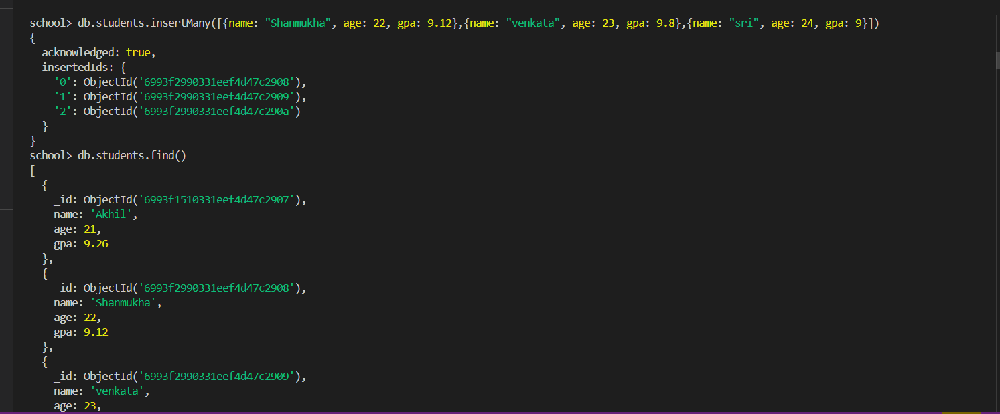 school> db.students.insertMany([{name: "Shanmukha", age: 22, gpa: 9.12},{name: "venkata", age: 23, gpa: 9.8},{name: "sri", age: 24, gpa: 9}])
{
  acknowledged: true,
  insertedIds: {
    '0': ObjectId('6993f2990331eef4d47c2908'),
    '1': ObjectId('6993f2990331eef4d47c2909'),
    '2': ObjectId('6993f2990331eef4d47c290a')
  }
}
school> db.students.find()
[
  {
    _id: ObjectId('6993f1510331eef4d47c2907'),
    name: 'Akhil',
    age: 21,
    gpa: 9.26
  },
  {
    _id: ObjectId('6993f2990331eef4d47c2908'),
    name: 'Shanmukha',
    age: 22,
    gpa: 9.12
  },
  {
    _id: ObjectId('6993f2990331eef4d47c2909'),
    name: 'venkata',
    age: 23,